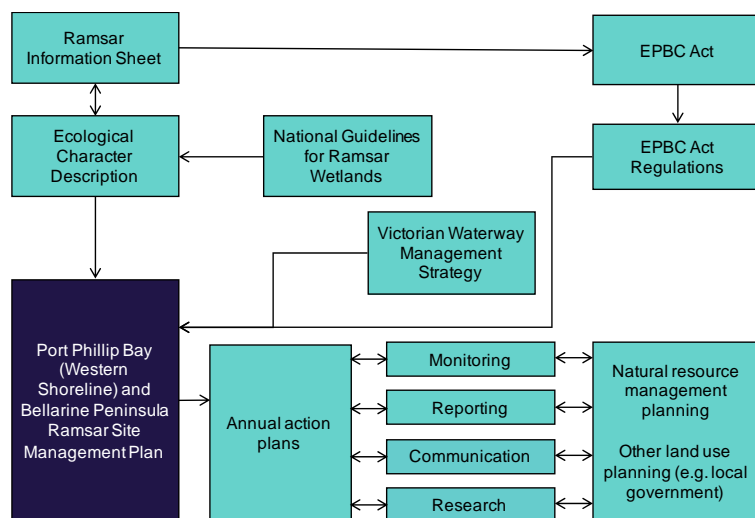 Ramsar
Information Sheet
EPBC Act
Ecological
Character
Description
National Guidelines
for Ramsar
Wetlands
EPBC Act
Regulations
Victorian Waterway
Management
Strategy
Port Phillip Bay
(Western
Shoreline) and
Bellarine Peninsula
Ramsar Site
Management Plan
Annual action
plans
Monitoring
Reporting
Communication
Research
Natural resource
management
planning
Other land use
planning (e.g. local
government)